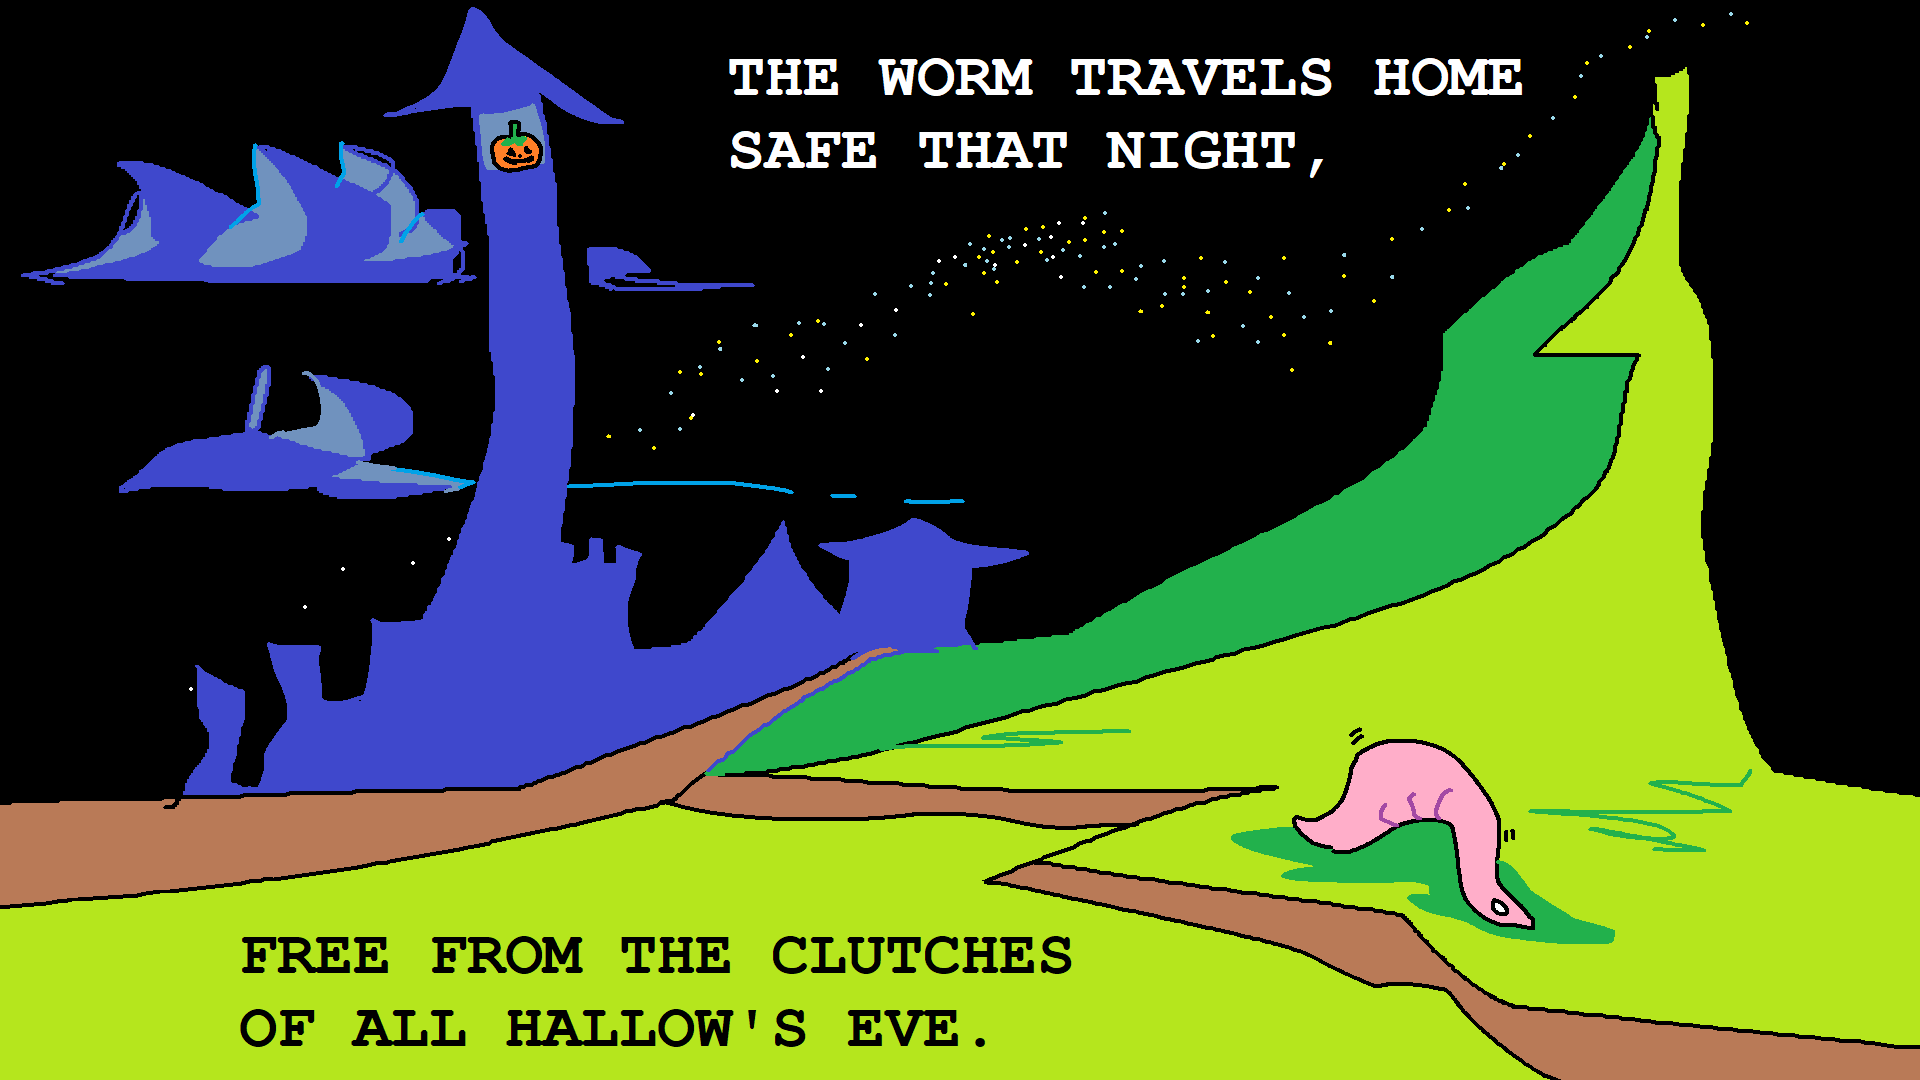 THE WORM TRAVELS HOME
SAFE THAT NIGHT,
FREE FROM THE CLUTCHES
OF ALL HALLOW'S EVE.